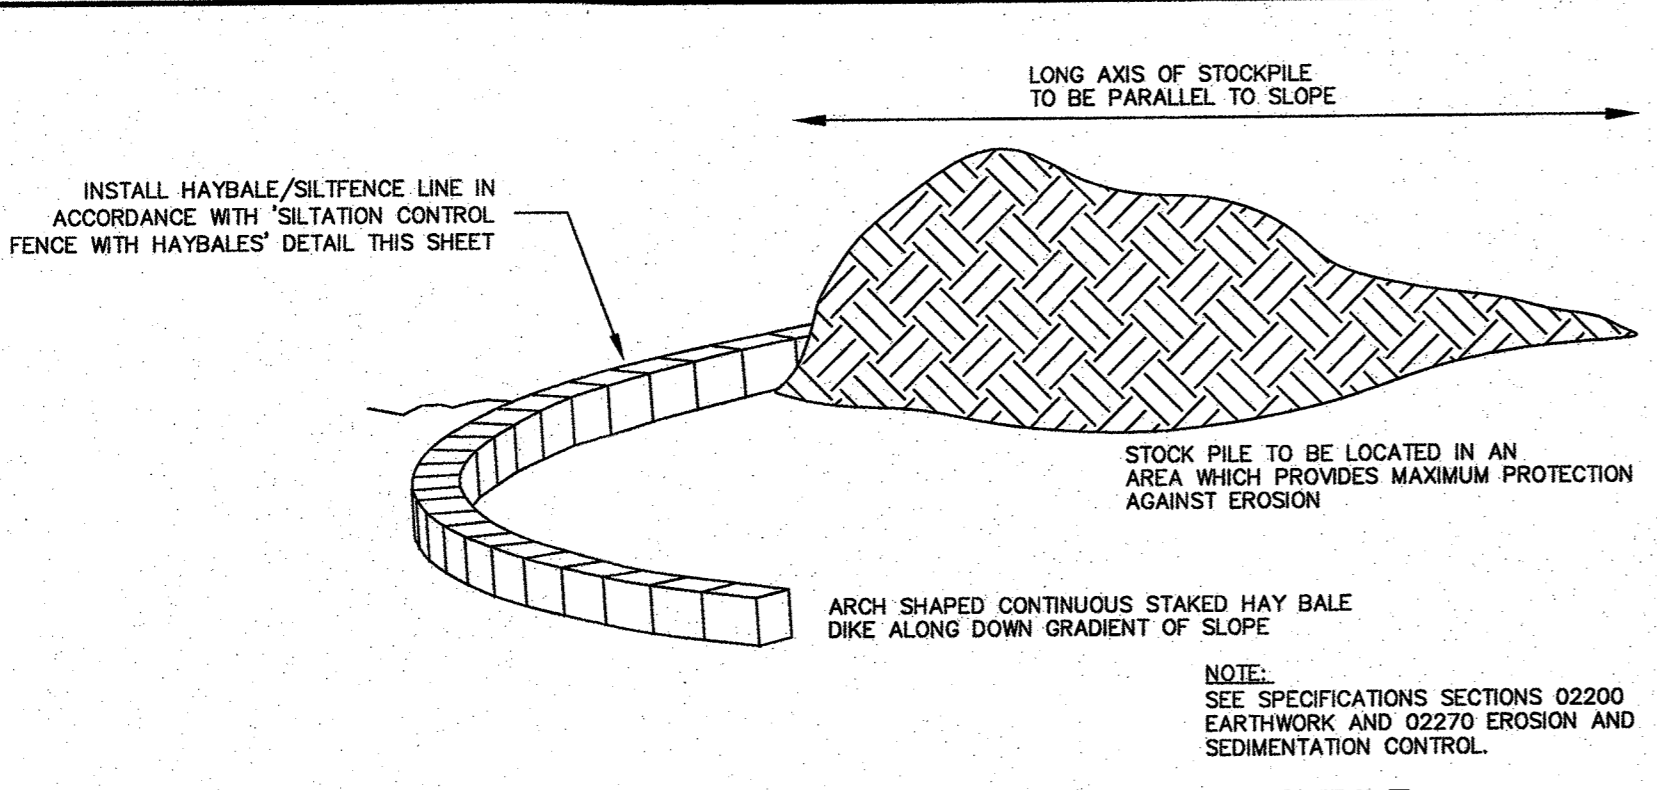 LONG AXIS OF STOCKPILE
TO BE PARALLEL TO SLOPE
INSTALL HAYBALE/SILTFENCE LINE IN
ACCORDANCE WITH 'SILTATION CONTROL
FENCE WITH HAYBALES' DETAIL THIS SHEET
STOCK PILE TO BE LOCATED IN AN
AREA WHICH PROVIDES MAXIMUM PROTECTION
AGAINST EROSION
ARCH SHAPED CONTINUOUS STAKED HAY BALE
DIKE ALONG DOWN GRADIENT OF SLOPE
NOTE:
SEE SPECIFICATIONS SECTIONS 02200
EARTHWORK AND 02270 EROSION AND
SEDIMENTATION CONTROL.